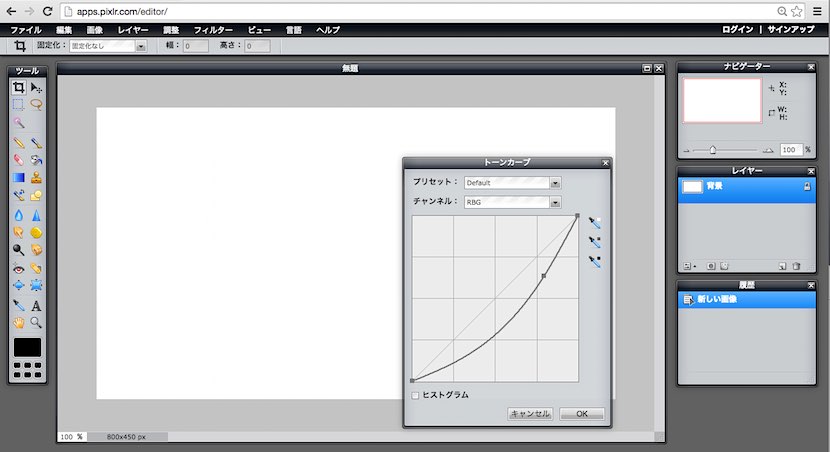 apps.pixlr.com/editor/
ファイル 編集 画像 レイヤー 調整 フィルター ビュー 言語 ヘルプ ログイン | サインアップ
固定化： 固定化なし 幅： 0 高さ： 0
ツール
無題
ナビゲーター
X:
Y:
W:
H:
100 %
トーンカーブ
プリセット： Default
チャンネル： RBG
ヒストグラム
キャンセル OK
レイヤー
背景
履歴
新しい画像
A
100 % 800x450 px